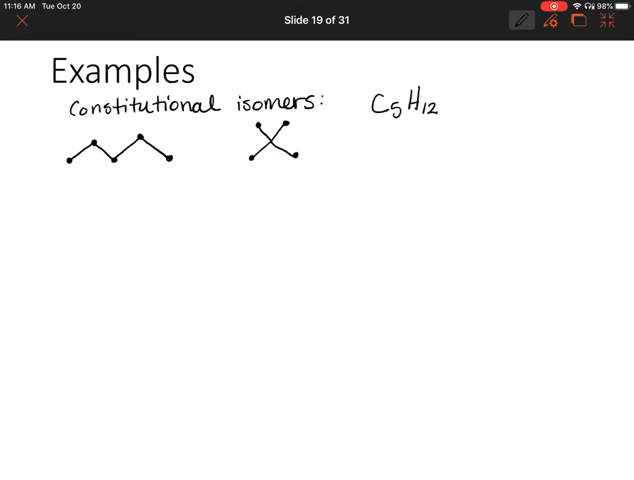 11:16 AM Tue Oct 20
98%
Slide 19 of 31
Examples
Constitutional isomers: C5H12